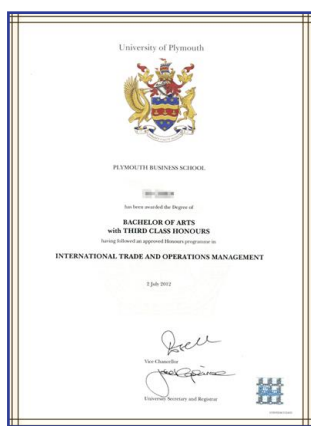 University of Plymouth
PLYMOUTH BUSINESS SCHOOL
has been awarded the Degree of
BACHELOR OF ARTS
with THIRD CLASS HONOURS
having followed an approved Honours programme in
INTERNATIONAL TRADE AND OPERATIONS MANAGEMENT
2 July 2012
Vice-Chancellor
University Secretary and Registrar